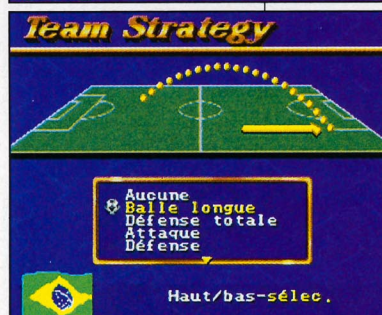 Team Strategy
Aucune
Balle longue
Défense totale
Attaque
Défense
Haut/bas-sélec.